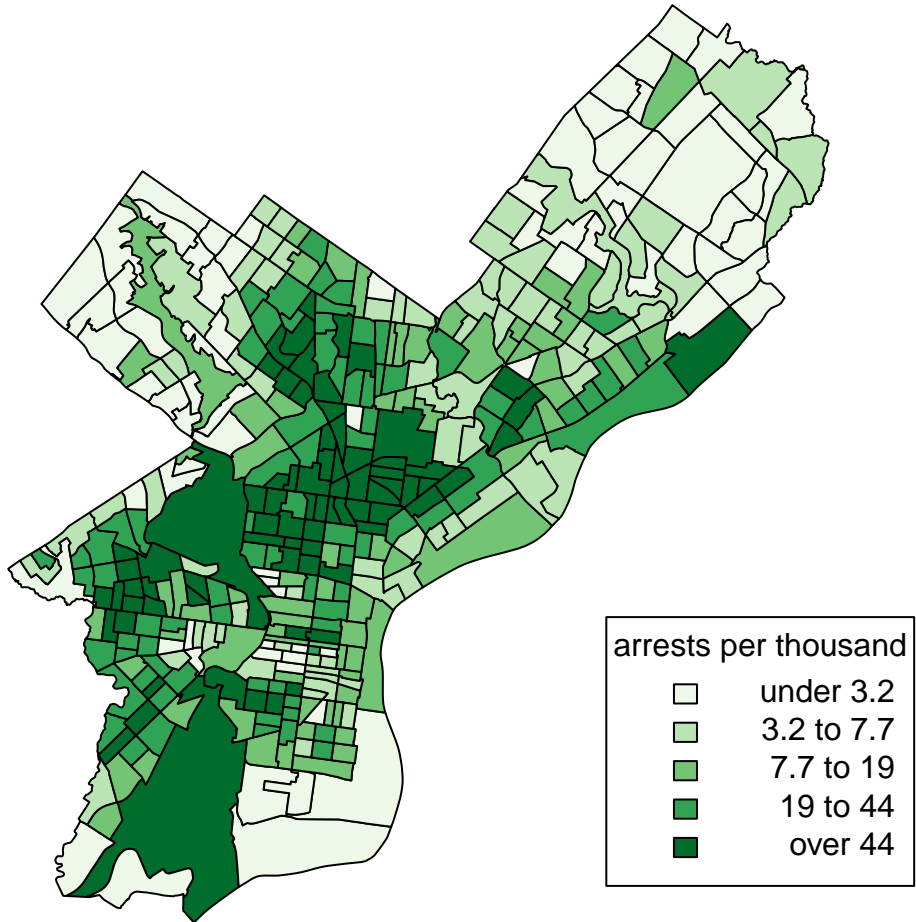 arrests per thousand
under 3.2
3.2 to 7.7
7.7 to 19
19 to 44
over 44